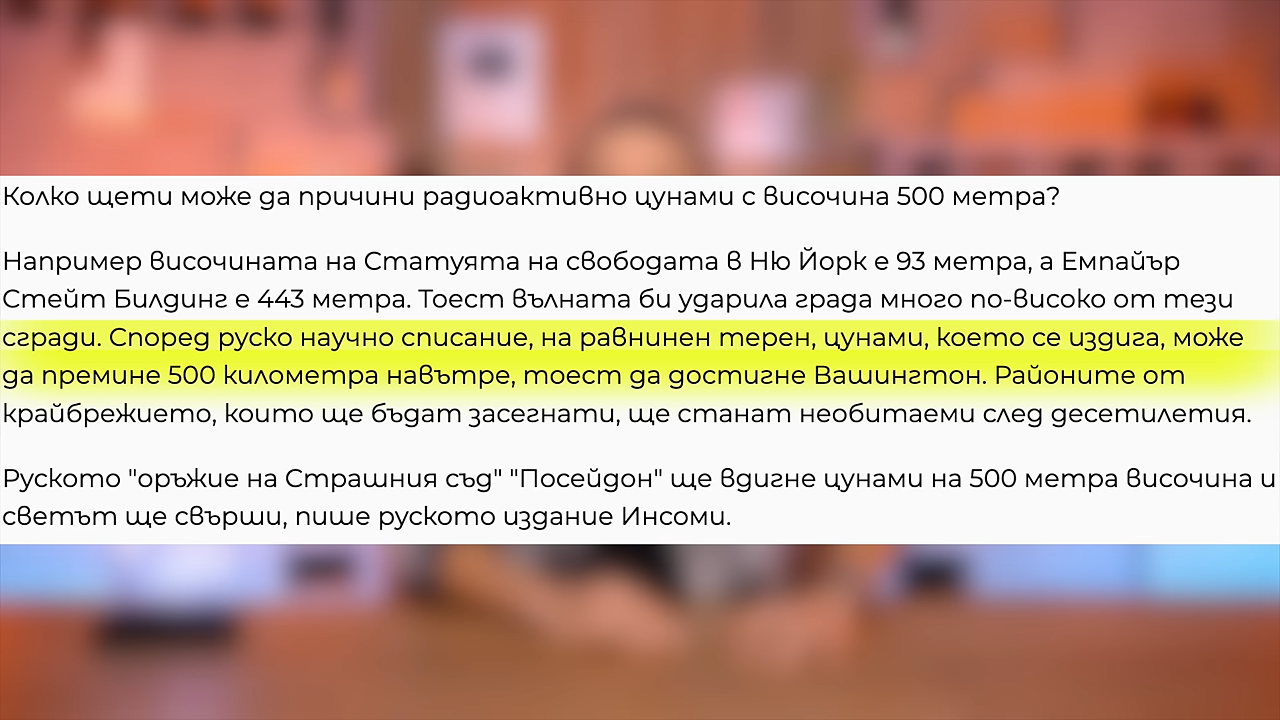 Колко щети може да причини радиоактивно цунами с височина 500 метра?
Например височината на Статуята на свободата в Ню Йорк е 93 метра, а Емпайър
Стейт Билдинг е 443 метра. Тоест вълната би ударила града много по-високо от тези
сгради. Според руско научно списание, на равнинен терен, цунами, което се издига, може
да премине 500 километра навътре, тоест да достигне Вашингтон. Районите от
крайбрежието, които ще бъдат засегнати, ще станат необитаеми след десетилетия.
Руското "оръжие на Страшния съд" "Посейдон" ще вдигне цунами на 500 метра височина и
светът ще свърши, пише руското издание Инсоми.